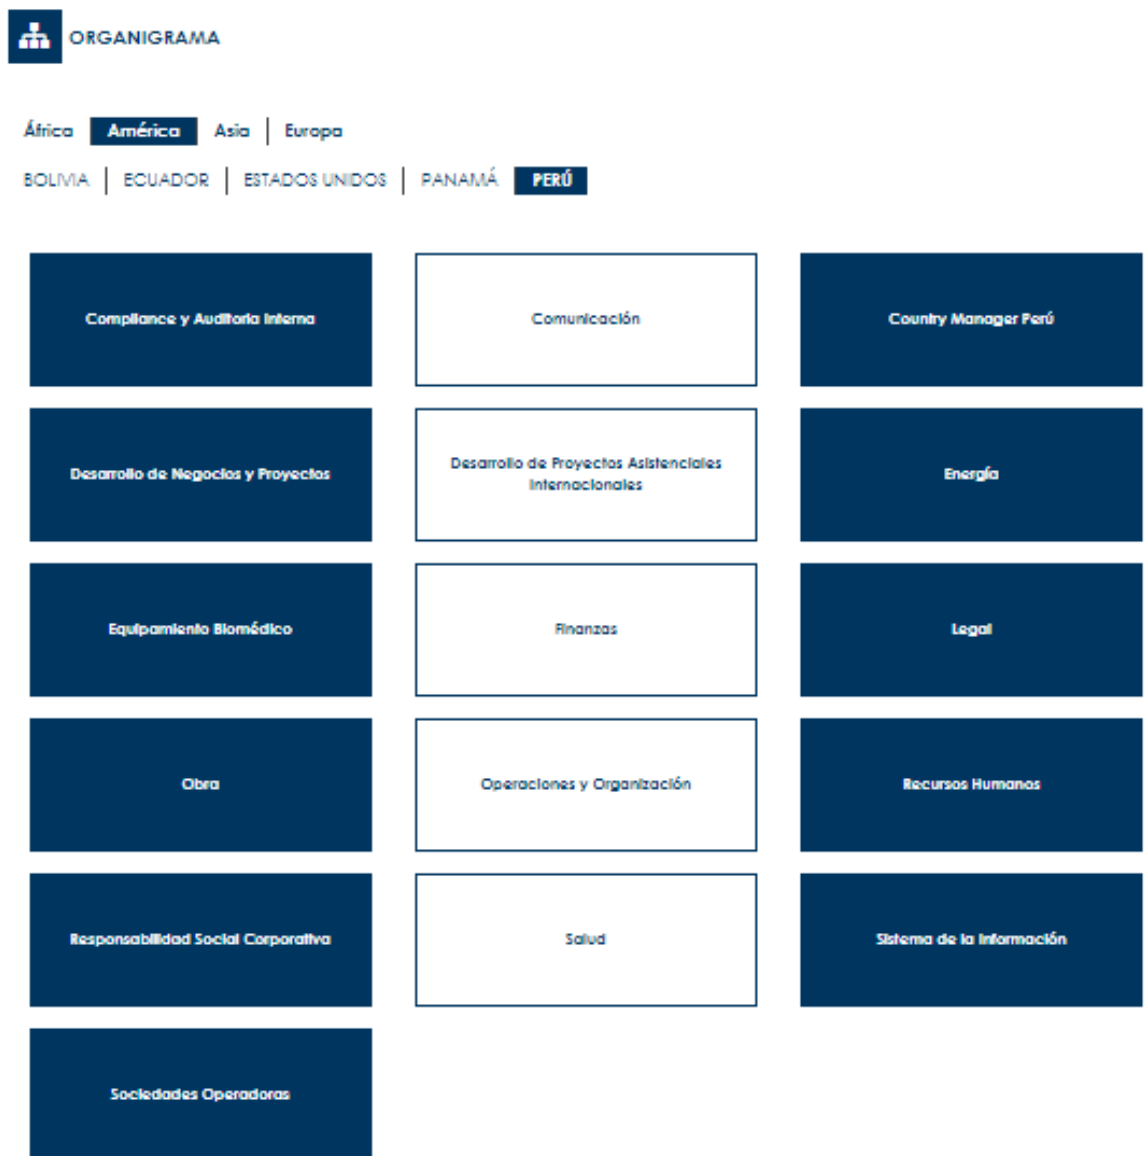 ORGANIGRAMA
África América Asia Europa
BOLIVIA ECUADOR ESTADOS UNIDOS PANAMÁ PERÚ
Compliance y Auditoria Interna
Comunicación
Country Manager Perú
Desarrollo de Negocios y Proyectos
Desarrollo de Proyectos Asistenciales
Internacionales
Energía
Equipamiento Biomédico
Finanzas
Legal
Obra
Operaciones y Organización
Recursos Humanos
Responsabilidad Social Corporativa
Salud
Sistema de la Información
Sociedades Operadoras